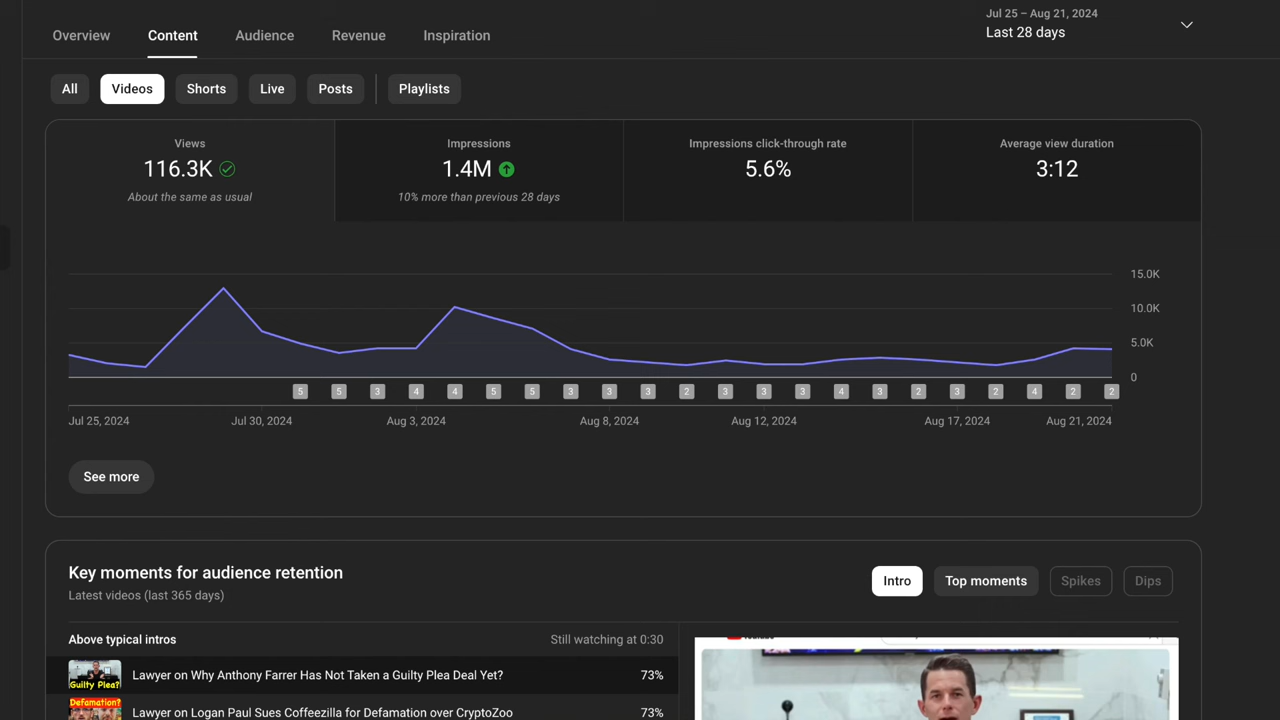 Jul 25 – Aug 21, 2024
Overview Content Audience Revenue Inspiration Last 28 days
All Videos Shorts Live Posts Playlists
Views Impressions Impressions click-through rate Average view duration
116.3K 1.4M 5.6% 3:12
About the same as usual 10% more than previous 28 days
15.0K
10.0K
5.0K
0
5 5 3 4 4 5 5 3 3 3 2 3 3 3 4 3 2 3 2 4 2 2
Jul 25, 2024 Jul 30, 2024 Aug 3, 2024 Aug 8, 2024 Aug 12, 2024 Aug 17, 2024 Aug 21, 2024
See more
Key moments for audience retention Intro Top moments Spikes Dips
Latest videos (last 365 days)
Above typical intros Still watching at 0:30
Guilty Plea? Lawyer on Why Anthony Farrer Has Not Taken a Guilty Plea Deal Yet? 73%
Defamation? Lawyer on Logan Paul Sues Coffeezilla for Defamation over CryptoZoo 73%